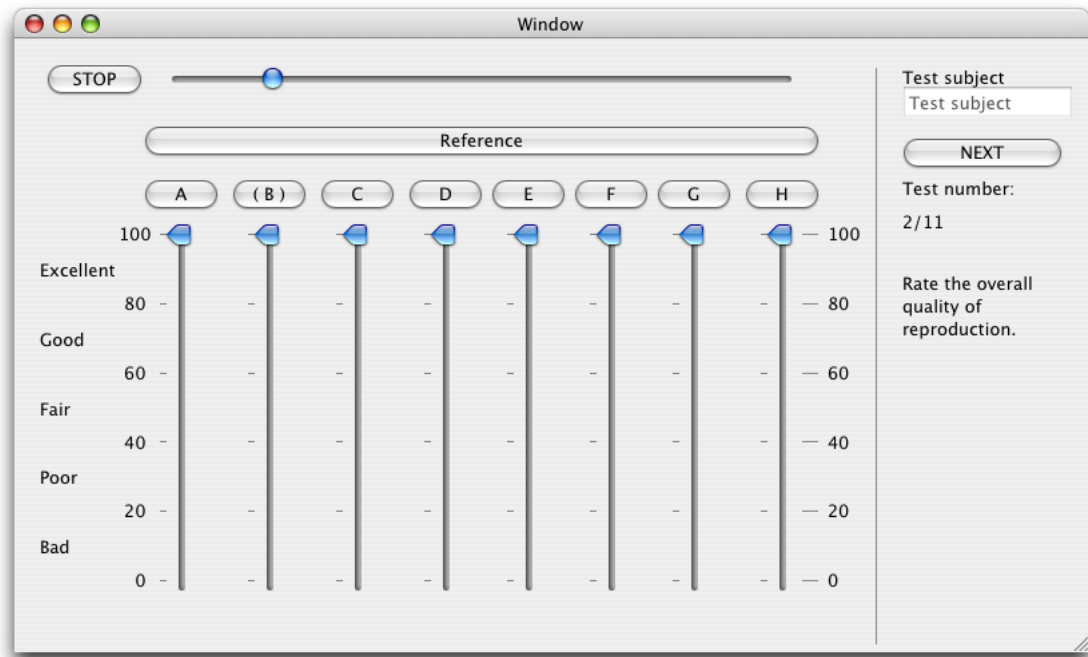 Window
STOP
Test subject
Test subject
Reference
NEXT
A (B) C D E F G H
Test number:
2/11
100 100
Excellent
80 80
Good
60 60
Fair
40 40
Poor
20 20
Bad
0 0
Rate the overall
quality of
reproduction.